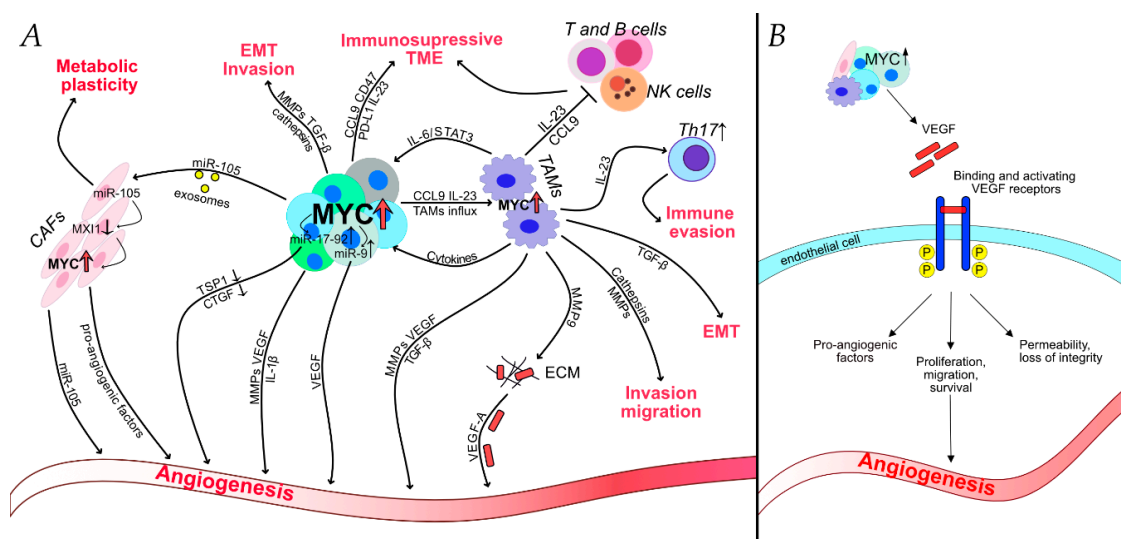 A
Metabolic
plasticity
EMT
Invasion
Immunosupressive
TME
T and B cells
NK cells
Th17↑
Immune
evasion
MMPs TGF-β
cathepsins
CCL9 CD47
PD-L1 IL-23
IL-6/STAT3
IL-23
CCL9
IL-23
TAMs
MYC
miR-105
exosomes
CAFs
miR-105
MXI1
MYC
MYC
miR-17-92
miR-9
CCL9 IL-23
TAMs influx
Cytokines
TSP1
CTGF
miR-105
pro-angiogenic factors
MMPs VEGF
IL-1β
VEGF
MMPs VEGF
TGF-β
MMP9
ECM
VEGF-A
Cathepsins
MMPs
TGF-β
EMT
Invasion
migration
Angiogenesis
B
MYC
VEGF
Binding and activating
VEGF receptors
endothelial cell
P
P
P
P
Pro-angiogenic
factors
Proliferation,
migration,
survival
Permeability,
loss of integrity
Angiogenesis